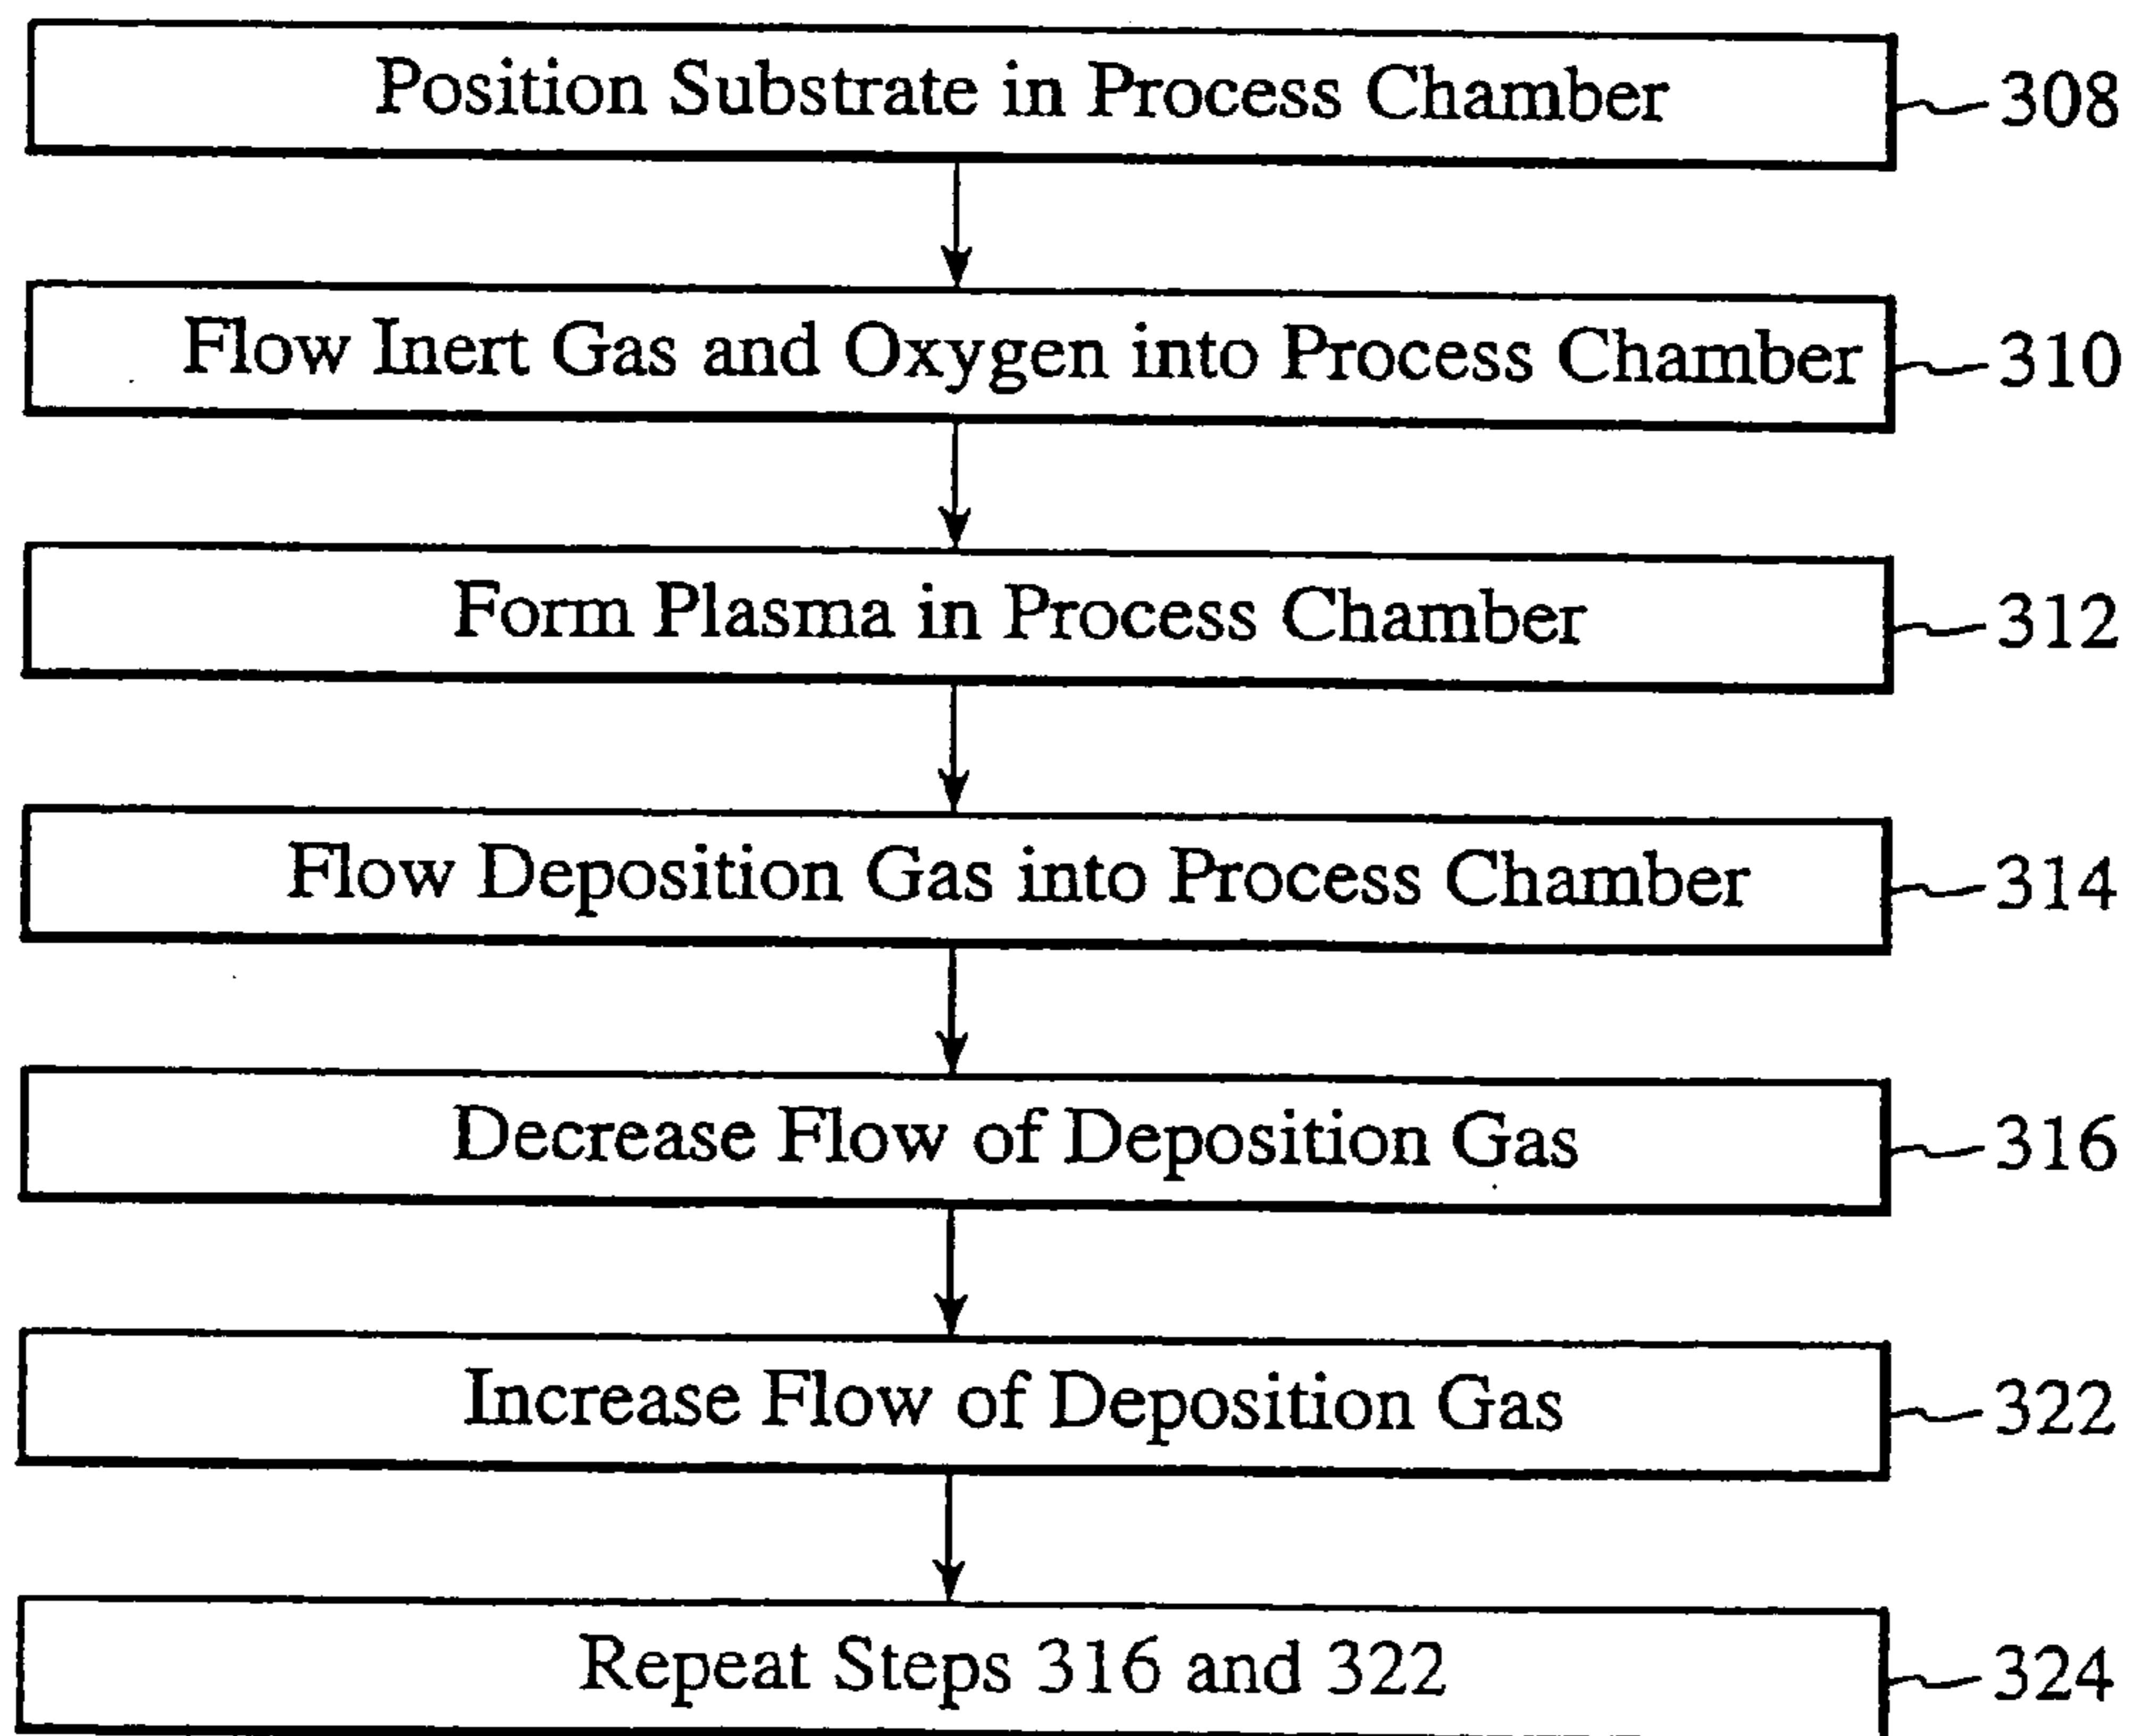 Position Substrate in Process Chamber 308
Flow Inert Gas and Oxygen into Process Chamber 310
Form Plasma in Process Chamber 312
Flow Deposition Gas into Process Chamber 314
Decrease Flow of Deposition Gas 316
Increase Flow of Deposition Gas 322
Repeat Steps 316 and 322 324